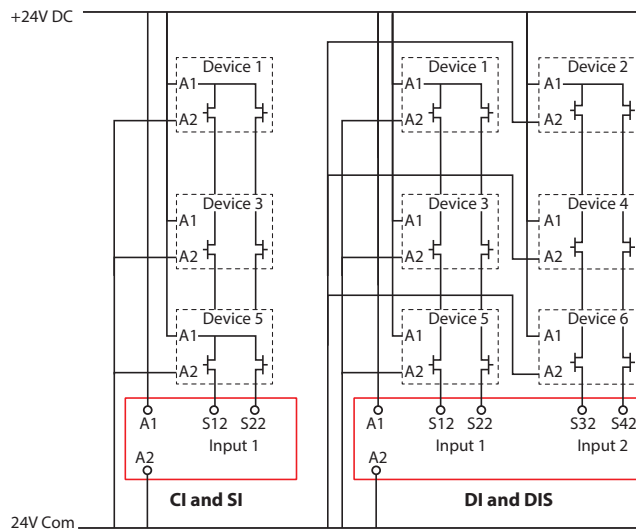 +24V DC
Device 1
A1
A2
Device 3
A1
A2
Device 5
A1
A2
A1 S12 S22
Input 1
A2
CI and SI
Device 1
A1
A2
Device 2
A1
A2
Device 3
A1
A2
Device 4
A1
A2
Device 5
A1
A2
Device 6
A1
A2
A1 S12 S22 S32 S42
Input 1 Input 2
A2
DI and DIS
24V Com